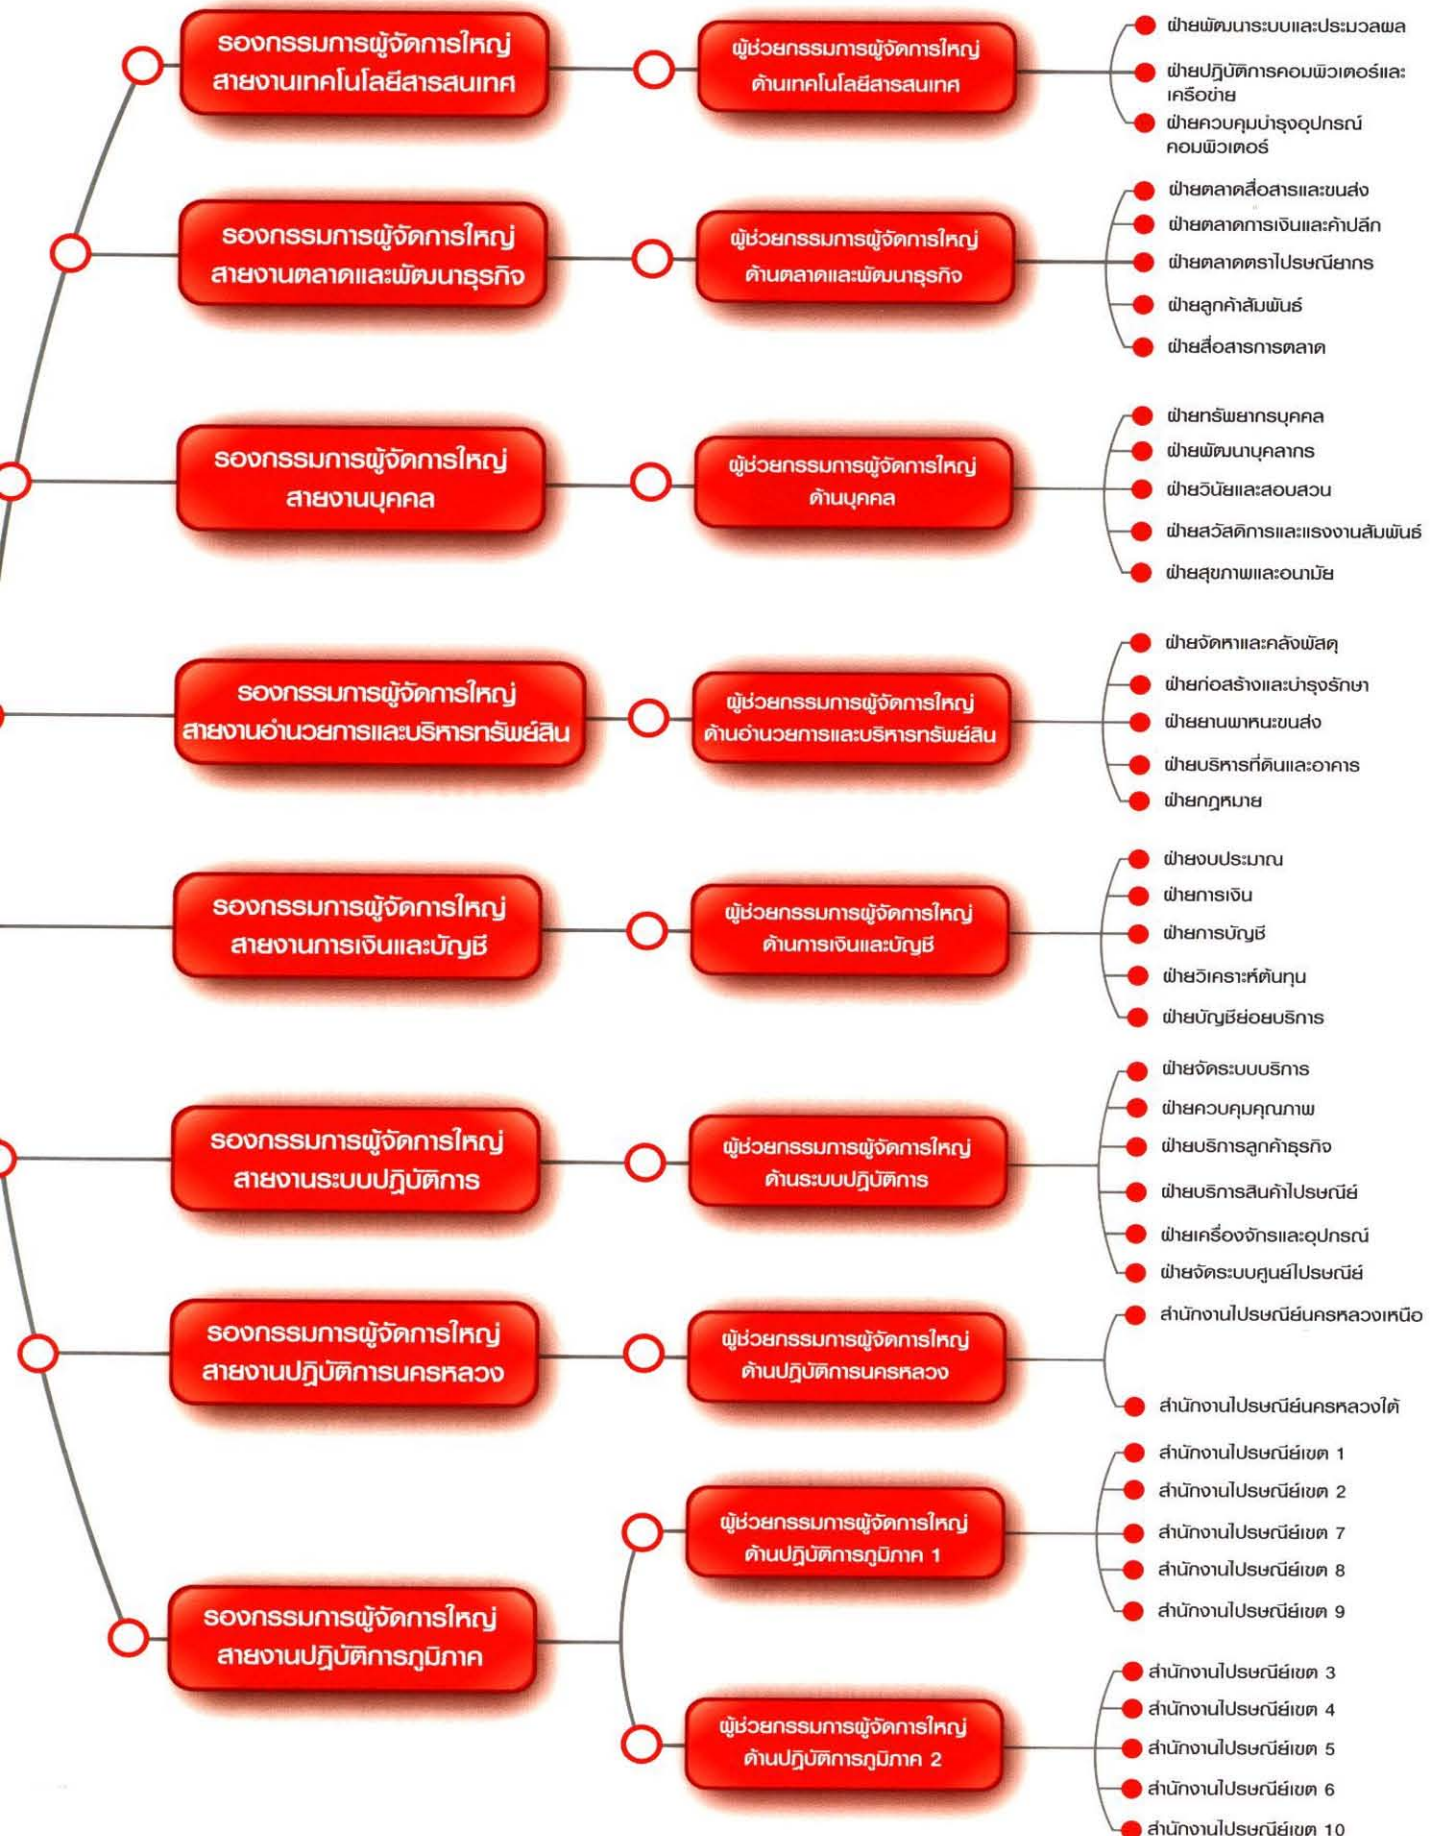 รองกรรมการผู้จัดการใหญ่
สายงานเทคโนโลยีสารสนเทศ
ผู้ช่วยกรรมการผู้จัดการใหญ่
ด้านเทคโนโลยีสารสนเทศ
ฝ่ายพัฒนาระบบและประมวลผล
ฝ่ายปฏิบัติการคอมพิวเตอร์และ
เครือข่าย
ฝ่ายควบคุมบำรุงอุปกรณ์
คอมพิวเตอร์
รองกรรมการผู้จัดการใหญ่
สายงานตลาดและพัฒนาธุรกิจ
ผู้ช่วยกรรมการผู้จัดการใหญ่
ด้านตลาดและพัฒนาธุรกิจ
ฝ่ายตลาดสื่อสารและขนส่ง
ฝ่ายตลาดการเงินและค้าปลีก
ฝ่ายตลาดตราไปรษณียากร
ฝ่ายลูกค้าสัมพันธ์
ฝ่ายสื่อสารการตลาด
รองกรรมการผู้จัดการใหญ่
สายงานบุคคล
ผู้ช่วยกรรมการผู้จัดการใหญ่
ด้านบุคคล
ฝ่ายทรัพยากรบุคคล
ฝ่ายพัฒนาบุคลากร
ฝ่ายวินัยและสอบสวน
ฝ่ายสวัสดิการและแรงงานสัมพันธ์
ฝ่ายสุขภาพและอนามัย
รองกรรมการผู้จัดการใหญ่
สายงานอำนวยการและบริหารทรัพย์สิน
ผู้ช่วยกรรมการผู้จัดการใหญ่
ด้านอำนวยการและบริหารทรัพย์สิน
ฝ่ายจัดหาและคลังพัสดุ
ฝ่ายก่อสร้างและบำรุงรักษา
ฝ่ายยานพาหนะขนส่ง
ฝ่ายบริหารที่ดินและอาคาร
ฝ่ายกฎหมาย
รองกรรมการผู้จัดการใหญ่
สายงานการเงินและบัญชี
ผู้ช่วยกรรมการผู้จัดการใหญ่
ด้านการเงินและบัญชี
ฝ่ายงบประมาณ
ฝ่ายการเงิน
ฝ่ายการบัญชี
ฝ่ายวิเคราะห์ต้นทุน
ฝ่ายบัญชีย่อยบริการ
รองกรรมการผู้จัดการใหญ่
สายงานระบบปฏิบัติการ
ผู้ช่วยกรรมการผู้จัดการใหญ่
ด้านระบบปฏิบัติการ
ฝ่ายจัดระบบบริการ
ฝ่ายควบคุมคุณภาพ
ฝ่ายบริการลูกค้าธุรกิจ
ฝ่ายบริการสินค้าไปรษณีย์
ฝ่ายเครื่องจักรและอุปกรณ์
ฝ่ายจัดระบบศูนย์ไปรษณีย์
รองกรรมการผู้จัดการใหญ่
สายงานปฏิบัติการนครหลวง
ผู้ช่วยกรรมการผู้จัดการใหญ่
ด้านปฏิบัติการนครหลวง
สำนักงานไปรษณีย์นครหลวงเหนือ
สำนักงานไปรษณีย์นครหลวงใต้
รองกรรมการผู้จัดการใหญ่
สายงานปฏิบัติการภูมิภาค
ผู้ช่วยกรรมการผู้จัดการใหญ่
ด้านปฏิบัติการภูมิภาค 1
สำนักงานไปรษณีย์เขต 1
สำนักงานไปรษณีย์เขต 2
สำนักงานไปรษณีย์เขต 7
สำนักงานไปรษณีย์เขต 8
สำนักงานไปรษณีย์เขต 9
ผู้ช่วยกรรมการผู้จัดการใหญ่
ด้านปฏิบัติการภูมิภาค 2
สำนักงานไปรษณีย์เขต 3
สำนักงานไปรษณีย์เขต 4
สำนักงานไปรษณีย์เขต 5
สำนักงานไปรษณีย์เขต 6
สำนักงานไปรษณีย์เขต 10